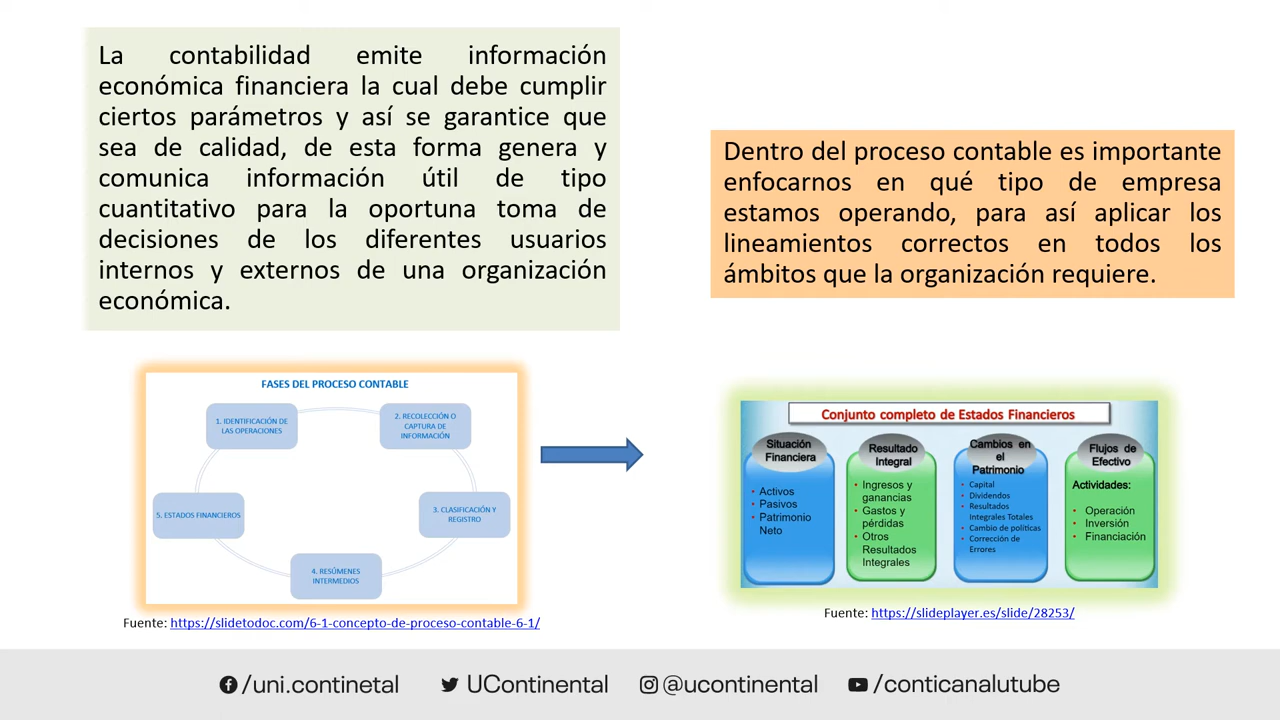 La contabilidad emite información
económica financiera la cual debe cumplir
ciertos parámetros y así se garantice que
sea de calidad, de esta forma genera y
comunica información útil de tipo
cuantitativo para la oportuna toma de
decisiones de los diferentes usuarios
internos y externos de una organización
económica.
Dentro del proceso contable es importante
enfocarnos en qué tipo de empresa
estamos operando, para así aplicar los
lineamientos correctos en todos los
ámbitos que la organización requiere.
FASES DEL PROCESO CONTABLE
1. IDENTIFICACIÓN DE
LAS OPERACIONES
2. RECOLECCIÓN O
CAPTURA DE
INFORMACIÓN
3. CLASIFICACIÓN Y
REGISTRO
4. RESÚMENES
INTERMEDIOS
5. ESTADOS FINANCIEROS
Fuente: https://slidetodoc.com/6-1-concepto-de-proceso-contable-6-1/
Conjunto completo de Estados Financieros
Situación
Financiera
• Activos
• Pasivos
• Patrimonio
Neto
Resultado
Integral
• Ingresos y
ganancias
• Gastos y
pérdidas
• Otros
Resultados
Integrales
Cambios en
el
Patrimonio
• Capital
• Dividendos
• Resultados
Integrales Totales
• Cambio de políticas
• Corrección de
Errores
Flujos de
Efectivo
Actividades:
• Operación
• Inversión
• Financiación
Fuente: https://slideplayer.es/slide/28253/
/uni.continetal
UContinental
@ucontinental
/conticanalutube